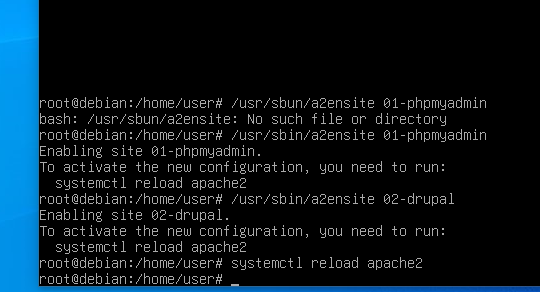 root@debian:/home/user# /usr/sbun/a2ensite 01-phpmyadmin
bash: /usr/sbun/a2ensite: No such file or directory
root@debian:/home/user# /usr/sbin/a2ensite 01-phpmyadmin
Enabling site 01-phpmyadmin.
To activate the new configuration, you need to run:
  systemctl reload apache2
root@debian:/home/user# /usr/sbin/a2ensite 02-drupal
Enabling site 02-drupal.
To activate the new configuration, you need to run:
  systemctl reload apache2
root@debian:/home/user# systemctl reload apache2
root@debian:/home/user# _